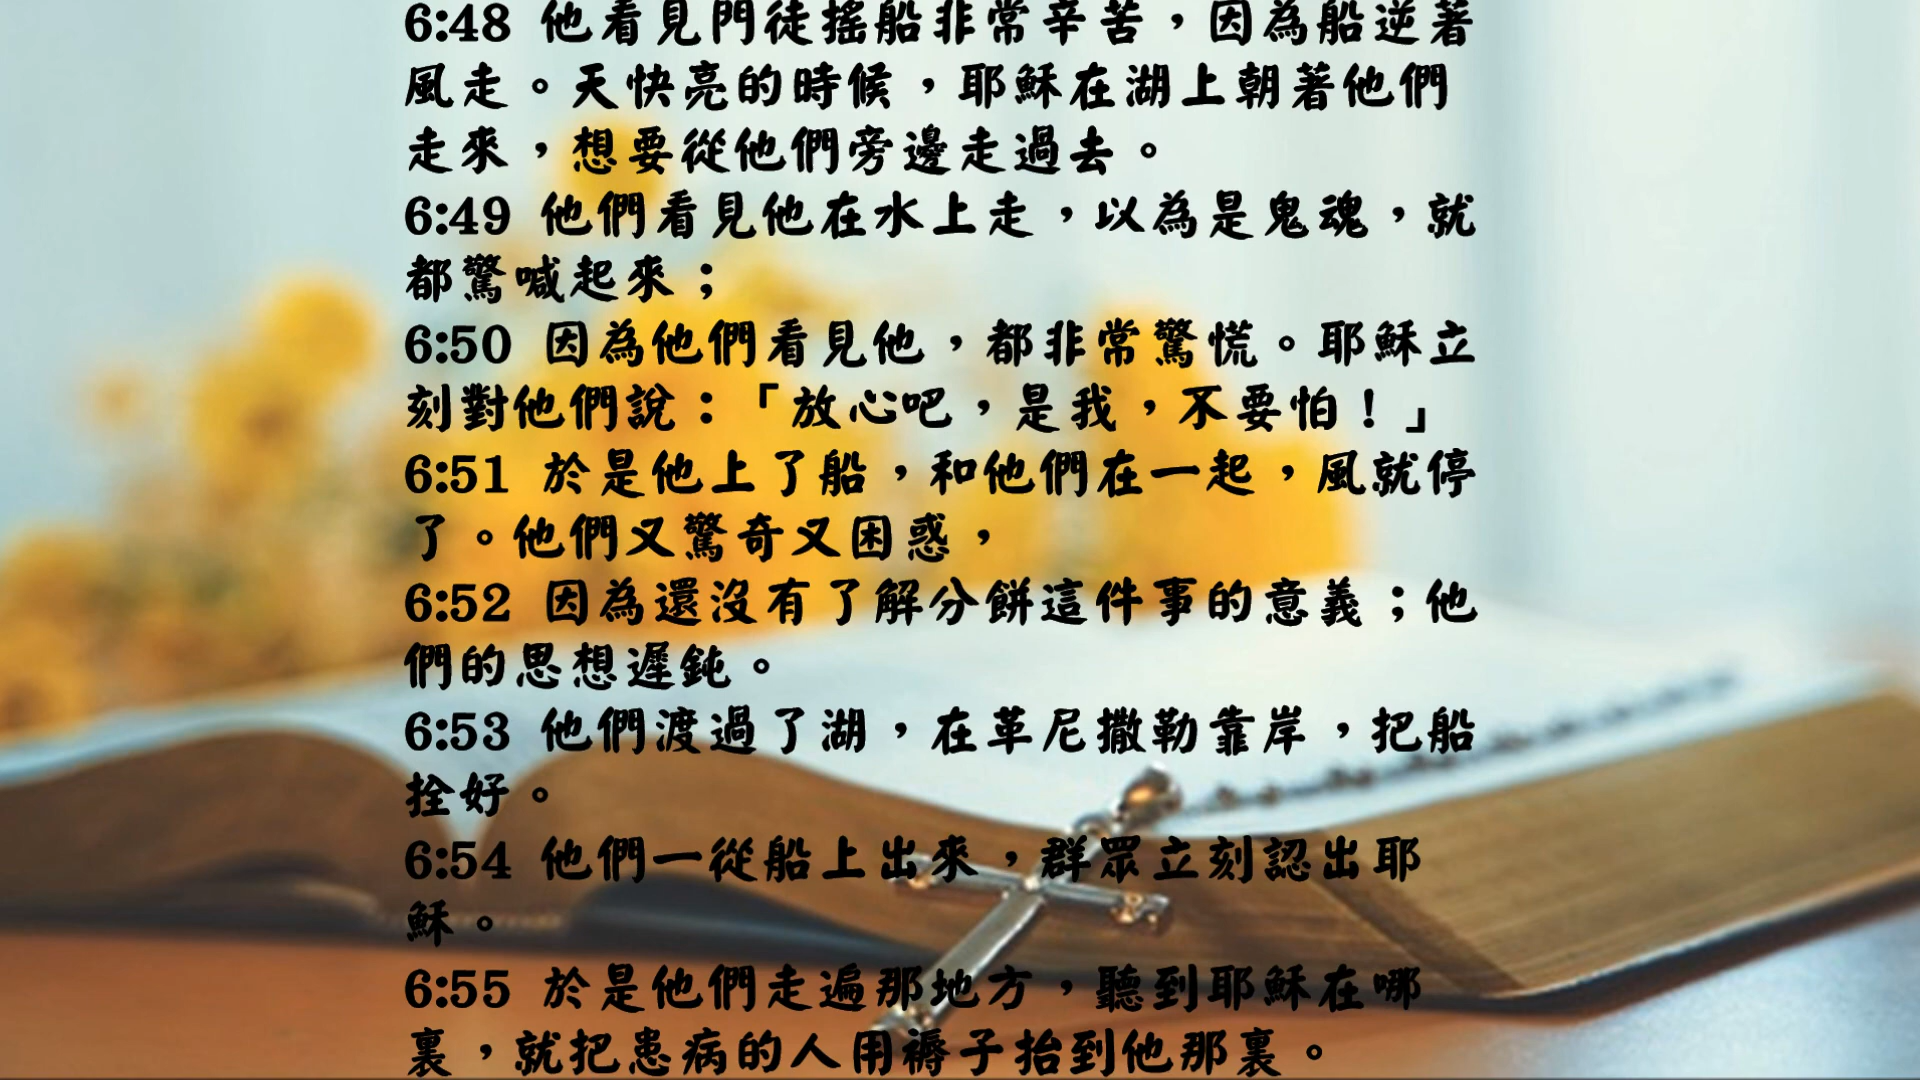 6:48 他看見門徒搖船非常辛苦，因為船逆著
風走。天快亮的時候，耶穌在湖上朝著他們
走來，想要從他們旁邊走過去。
6:49 他們看見他在水上走，以為是鬼魂，就
都驚喊起來；
6:50 因為他們看見他，都非常驚慌。耶穌立
刻對他們說：「放心吧，是我，不要怕！」
6:51 於是他上了船，和他們在一起，風就停
了。他們又驚奇又困惑，
6:52 因為還沒有了解分餅這件事的意義；他
們的思想遲鈍。
6:53 他們渡過了湖，在革尼撒勒靠岸，把船
拴好。
6:54 他們一從船上出來，群眾立刻認出耶
穌。
6:55 於是他們走遍那地方，聽到耶穌在哪
裏，就把患病的人用褥子抬到他那裏。